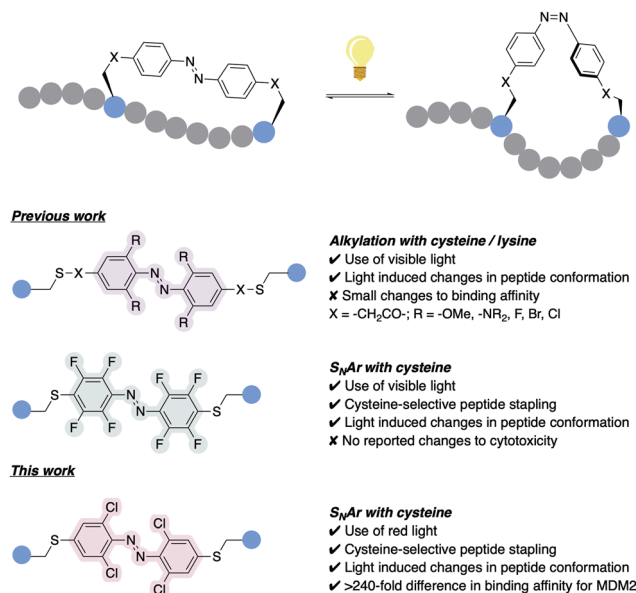 X
N
N
X
N=N
X
X
Previous work
R
R
S-X
N
N
X-S
R
R
Alkylation with cysteine / lysine
✔ Use of visible light
✔ Light induced changes in peptide conformation
✘ Small changes to binding affinity
X = -CH₂CO-; R = -OMe, -NR₂, F, Br, Cl
F
F
F
F
S
N
N
S
F
F
F
F
SNAr with cysteine
✔ Use of visible light
✔ Cysteine-selective peptide stapling
✔ Light induced changes in peptide conformation
✘ No reported changes to cytotoxicity
This work
Cl
Cl
S
N
N
S
Cl
Cl
SNAr with cysteine
✔ Use of red light
✔ Cysteine-selective peptide stapling
✔ Light induced changes in peptide conformation
✔ >240-fold difference in binding affinity for MDM2